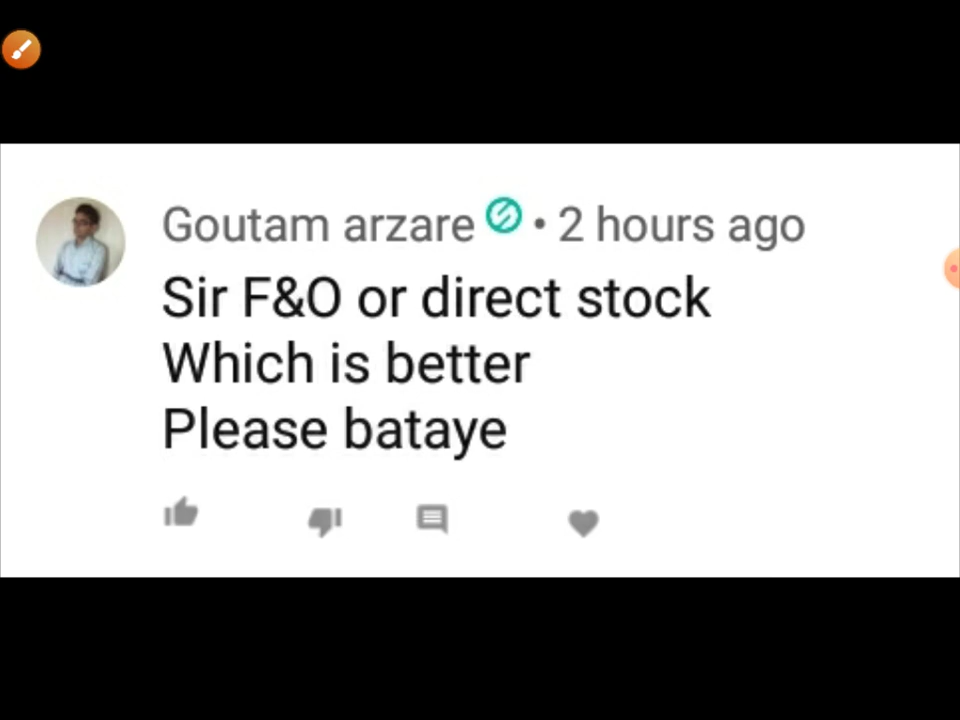 Goutam arzare • 2 hours ago
Sir F&O or direct stock
Which is better
Please bataye